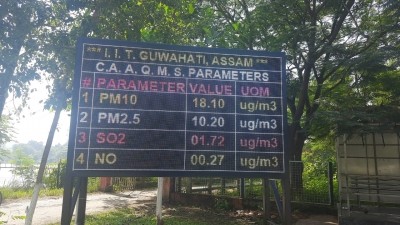 *** I. I. T. GUWAHATI, ASSAM ***
C. A. A. Q. M. S. PARAMETERS
# PARAMETER VALUE UOM
1 PM10 18.10 ug/m3
2 PM2.5 10.20 ug/m3
3 SO2 01.72 ug/m3
4 NO 00.27 ug/m3